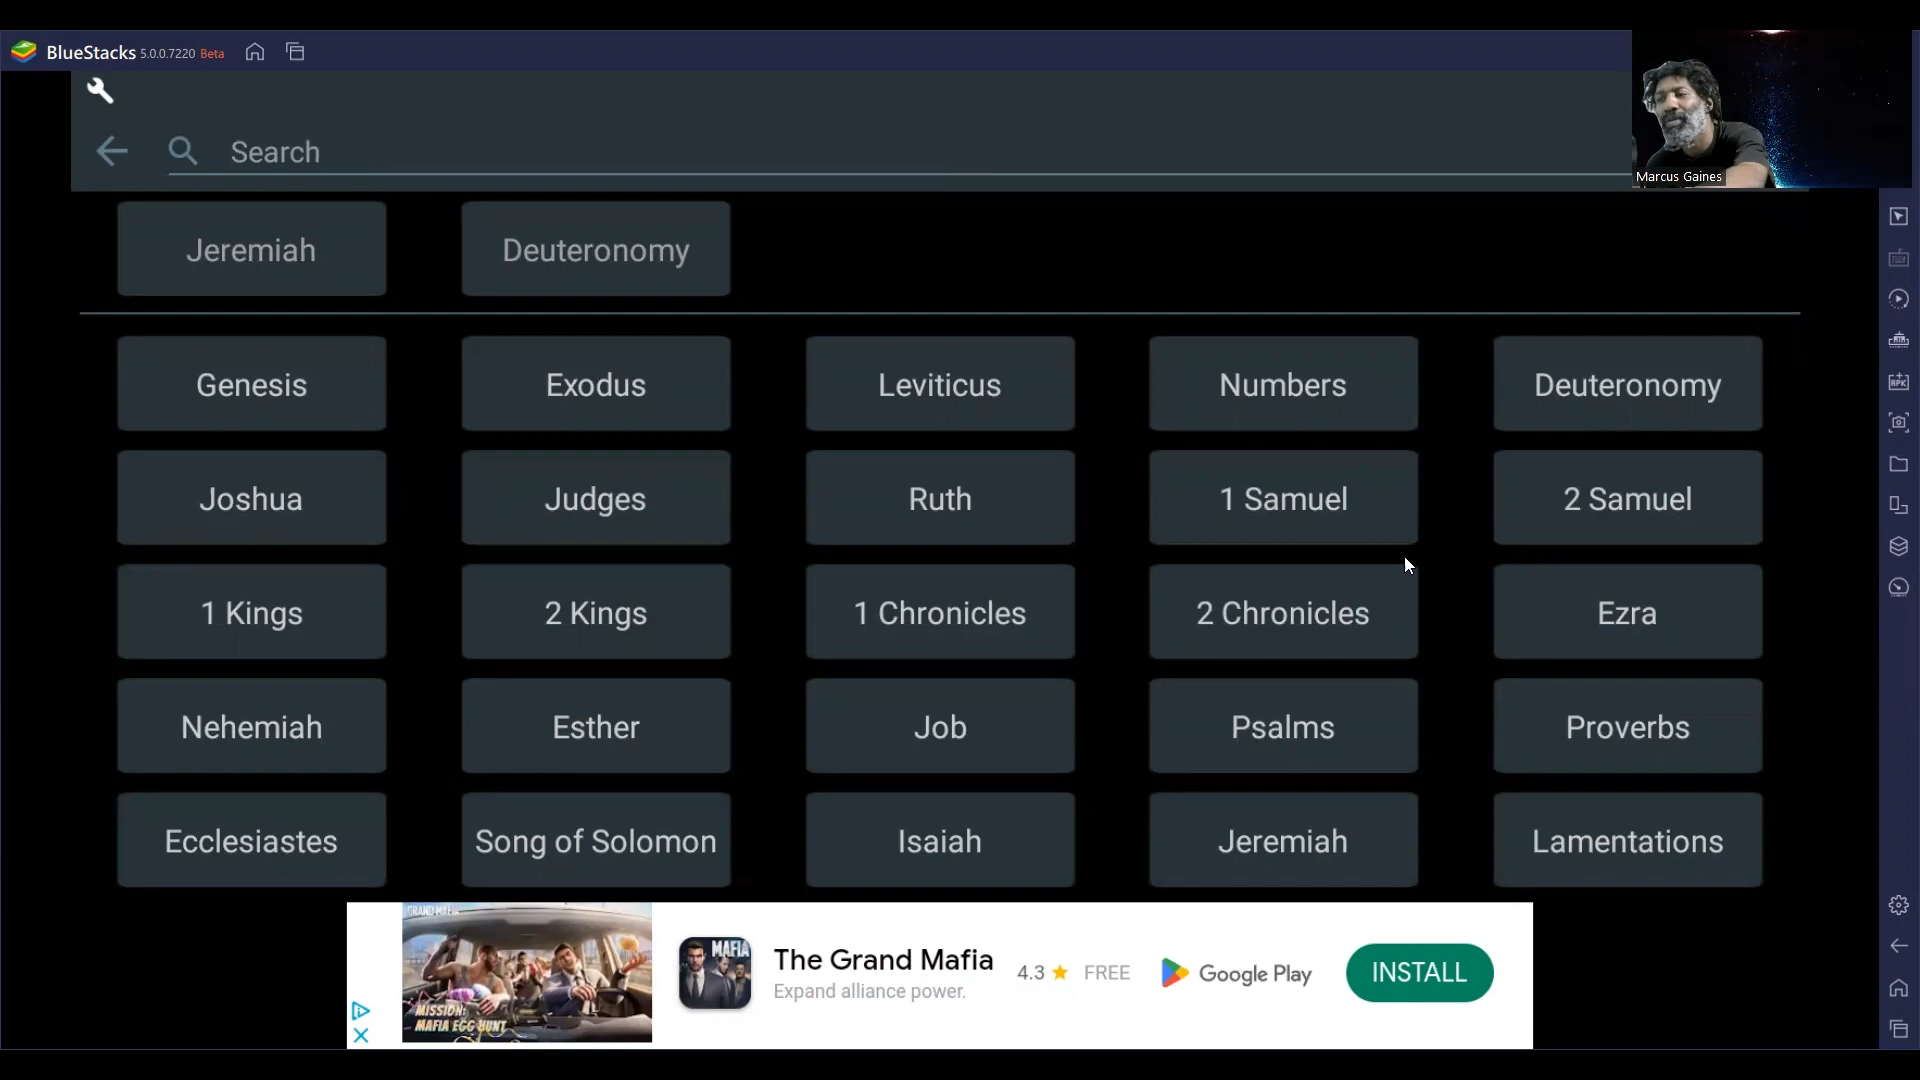 BlueStacks 5.0.0.7220 Beta
Search
Marcus Gaines
Jeremiah Deuteronomy
Genesis Exodus Leviticus Numbers Deuteronomy
Joshua Judges Ruth 1 Samuel 2 Samuel
1 Kings 2 Kings 1 Chronicles 2 Chronicles Ezra
Nehemiah Esther Job Psalms Proverbs
Ecclesiastes Song of Solomon Isaiah Jeremiah Lamentations
GRAND MAFIA
MISSION:
MAFIA EGG HUNT
MAFIA
The Grand Mafia
Expand alliance power.
4.3 FREE
Google Play
INSTALL